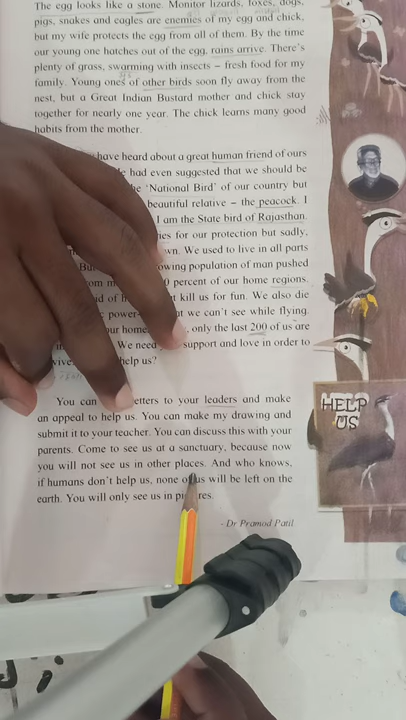 The egg looks like a stone. Monitor lizards, foxes, dogs,
pigs, snakes and eagles are enemies of my egg and chick,
but my wife protects the egg from all of them. By the time
our young one hatches out of the egg, rains arrive. There's
plenty of grass, swarming with insects – fresh food for my
family. Young ones of other birds soon fly away from the
nest, but a Great Indian Bustard mother and chick stay
together for nearly one year. The chick learns many good
habits from the mother.
have heard about a great human friend of ours
had even suggested that we should be
'National Bird' of our country but
beautiful relative – the peacock. I
I am the State bird of Rajasthan.
for our protection but sadly,
We used to live in all parts
population of man pushed
percent of our home regions.
kill us for fun. We also die
we can't see while flying.
only the last 200 of us are
We need support and love in order to
help us?
You can to your leaders and make
an appeal to help us. You can make my drawing and
submit it to your teacher. You can discuss this with your
parents. Come to see us at a sanctuary, because now
you will not see us in other places. And who knows,
if humans don't help us, none of us will be left on the
earth. You will only see us in
- Dr Pramod Patil
HELP
US